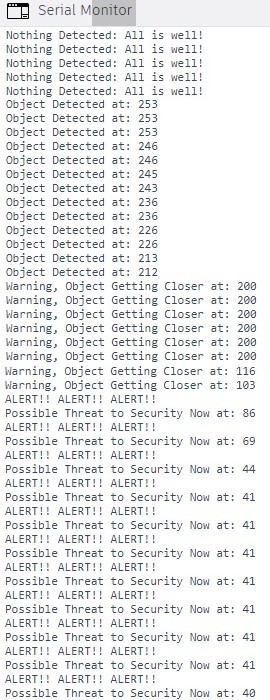 Serial Monitor
Nothing Detected: All is well!
Nothing Detected: All is well!
Nothing Detected: All is well!
Nothing Detected: All is well!
Nothing Detected: All is well!
Object Detected at: 253
Object Detected at: 253
Object Detected at: 253
Object Detected at: 246
Object Detected at: 246
Object Detected at: 245
Object Detected at: 243
Object Detected at: 236
Object Detected at: 236
Object Detected at: 226
Object Detected at: 226
Object Detected at: 213
Object Detected at: 212
Warning, Object Getting Closer at: 200
Warning, Object Getting Closer at: 200
Warning, Object Getting Closer at: 200
Warning, Object Getting Closer at: 200
Warning, Object Getting Closer at: 200
Warning, Object Getting Closer at: 200
Warning, Object Getting Closer at: 116
Warning, Object Getting Closer at: 103
ALERT!! ALERT!! ALERT!!
Possible Threat to Security Now at: 86
ALERT!! ALERT!! ALERT!!
Possible Threat to Security Now at: 69
ALERT!! ALERT!! ALERT!!
Possible Threat to Security Now at: 44
ALERT!! ALERT!! ALERT!!
Possible Threat to Security Now at: 41
ALERT!! ALERT!! ALERT!!
Possible Threat to Security Now at: 41
ALERT!! ALERT!! ALERT!!
Possible Threat to Security Now at: 41
ALERT!! ALERT!! ALERT!!
Possible Threat to Security Now at: 41
ALERT!! ALERT!! ALERT!!
Possible Threat to Security Now at: 41
ALERT!! ALERT!! ALERT!!
Possible Threat to Security Now at: 41
ALERT!! ALERT!! ALERT!!
Possible Threat to Security Now at: 41
ALERT!! ALERT!! ALERT!!
Possible Threat to Security Now at: 40